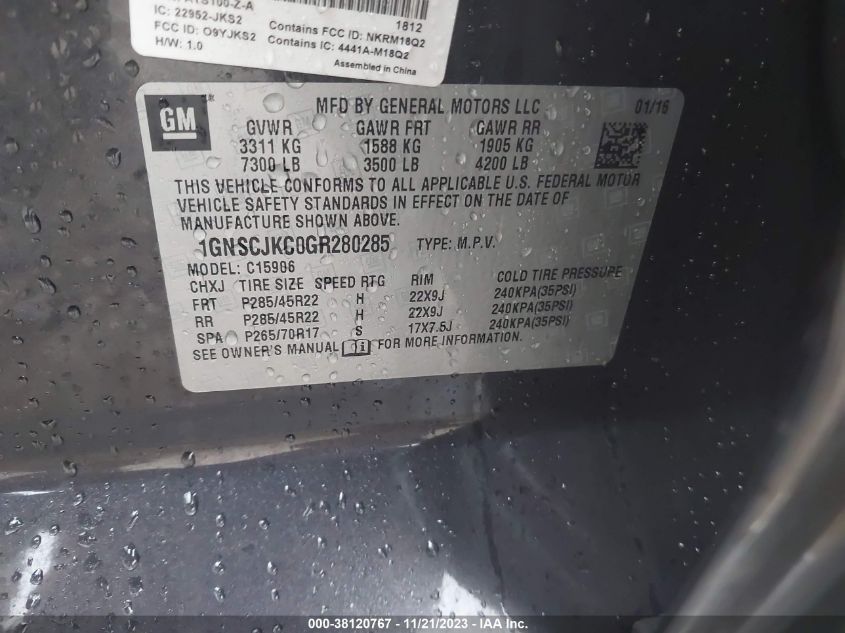 IC: 22952-JKS2
FCC ID: O9YJKS2
H/W: 1.0
1812
Contains FCC ID: NKRM18Q2
Contains IC: 4441A-M18Q2
Assembled in China
GM
MFD BY GENERAL MOTORS LLC
01/16
GVWR GAWR FRT GAWR RR
3311 KG 1588 KG 1905 KG
7300 LB 3500 LB 4200 LB
THIS VEHICLE CONFORMS TO ALL APPLICABLE U.S. FEDERAL MOTOR
VEHICLE SAFETY STANDARDS IN EFFECT ON THE DATE OF
MANUFACTURE SHOWN ABOVE.
1GNSCJKC0GR280285 TYPE: M.P.V.
MODEL: C15906
CHXJ TIRE SIZE SPEED RTG RIM COLD TIRE PRESSURE
FRT P285/45R22 H 22X9J 240KPA(35PSI)
RR P285/45R22 H 22X9J 240KPA(35PSI)
SPA P265/70R17 S 17X7.5J 240KPA(35PSI)
SEE OWNER'S MANUAL FOR MORE INFORMATION.
000-38120767 - 11/21/2023 - IAA Inc.